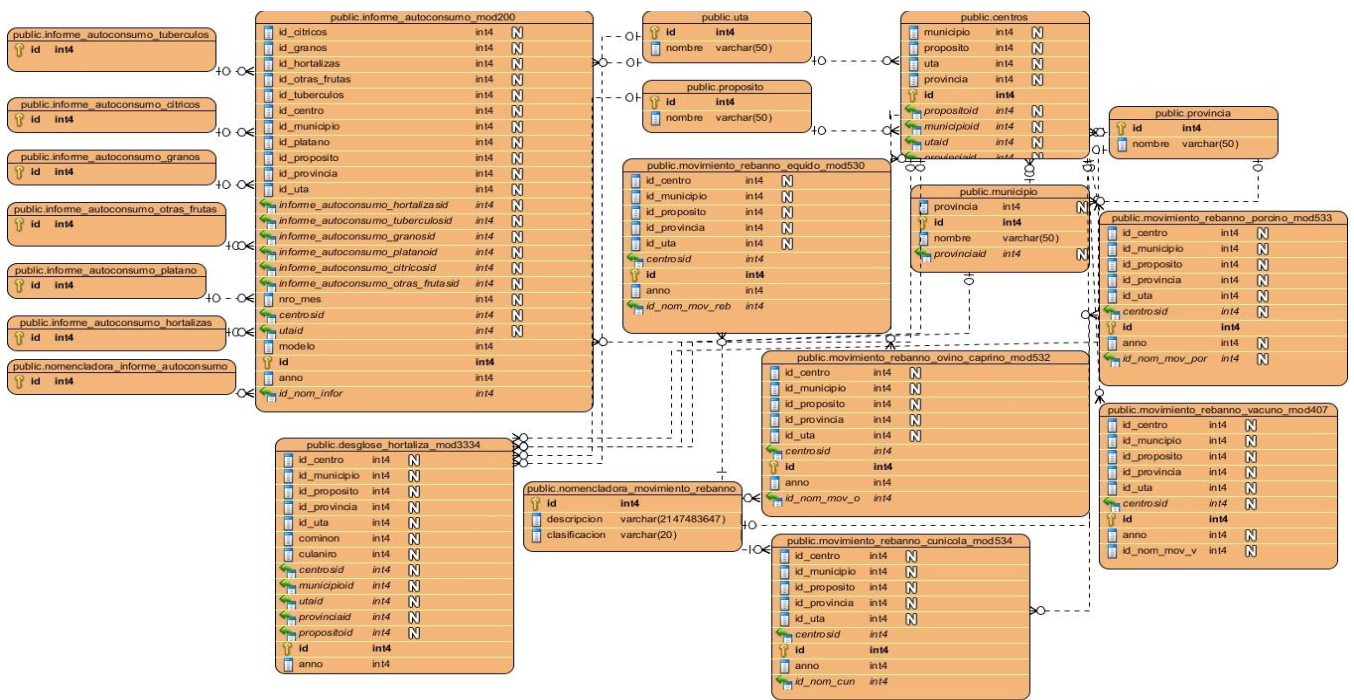 public.informe_autoconsumo_tuberculos
id int4
public.informe_autoconsumo_citricos
id int4
public.informe_autoconsumo_granos
id int4
public.informe_autoconsumo_otras_frutas
id int4
public.informe_autoconsumo_platano
id int4
public.informe_autoconsumo_hortalizas
id int4
public.nomencladora_informe_autoconsumo
id int4
public.informe_autoconsumo_mod200
id_citricos int4 N
id_granos int4 N
id_hortalizas int4 N
id_otras_frutas int4 N
id_tuberculos int4 N
id_centro int4 N
id_municipio int4 N
id_platano int4 N
id_proposito int4 N
id_provincia int4 N
id_uta int4 N
informe_autoconsumo_hortalizasid int4 N
informe_autoconsumo_tuberculosid int4 N
informe_autoconsumo_granosid int4 N
informe_autoconsumo_platanoid int4 N
informe_autoconsumo_citricosid int4 N
informe_autoconsumo_otras_frutasid int4 N
nro_mes int4 N
centrosid int4 N
utaid int4 N
modelo int4
id int4
anno int4
id_nom_infor int4 N
public.uta
id int4
nombre varchar(50)
public.proposito
id int4
nombre varchar(50)
public.centros
municipio int4 N
proposito int4 N
uta int4 N
provincia int4 N
id int4
propositoid int4 N
municipioid int4 N
utaid int4 N
provinciaid int4 N
public.provincia
id int4
nombre varchar(50)
public.movimiento_rebanno_equido_mod530
id_centro int4 N
id_municipio int4 N
id_proposito int4 N
id_provincia int4 N
id_uta int4 N
centrosid int4
id int4
anno int4
id_nom_mov_reb int4
public.municipio
provincia int4 N
id int4
nombre varchar(50)
provinciaid int4 N
public.movimiento_rebanno_porcino_mod533
id_centro int4 N
id_municipio int4 N
id_proposito int4 N
id_provincia int4 N
id_uta int4 N
centrosid int4 N
id int4
anno int4 N
id_nom_mov_por int4 N
public.movimiento_rebanno_ovino_caprino_mod532
id_centro int4 N
id_municipio int4 N
id_proposito int4 N
id_provincia int4 N
id_uta int4 N
centrosid int4
id int4
anno int4
id_nom_mov_o int4
public.movimiento_rebanno_vacuno_mod407
id_centro int4 N
id_muncipio int4 N
id_proposito int4 N
id_provincia int4 N
id_uta int4 N
centrosid int4 N
id int4
anno int4 N
id_nom_mov_v int4 N
public.desglose_hortaliza_mod3334
id_centro int4 N
id_municipio int4 N
id_proposito int4 N
id_provincia int4 N
id_uta int4 N
cominon int4 N
culaniro int4 N
centrosid int4 N
municipioid int4 N
utaid int4 N
provinciaid int4 N
propositoid int4 N
id int4
anno int4
public.nomencladora_movimiento_rebanno
id int4
descripcion varchar(2147483647)
clasificacion varchar(20)
public.movimiento_rebanno_cunicola_mod534
id_centro int4 N
id_municipio int4 N
id_proposito int4 N
id_provincia int4 N
id_uta int4 N
centrosid int4
id int4
anno int4
id_nom_cun int4